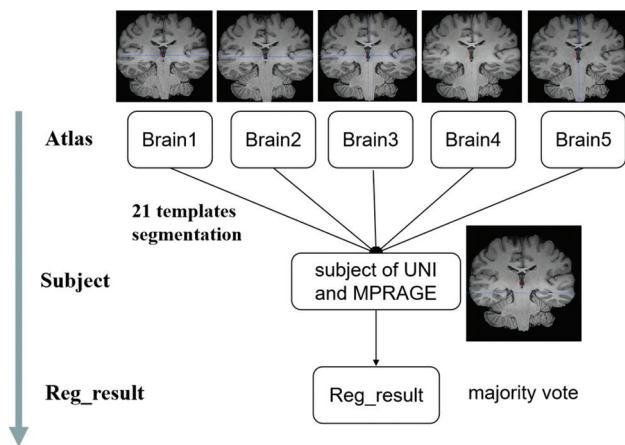 Atlas
Brain1
Brain2
Brain3
Brain4
Brain5
21 templates
segmentation
Subject
subject of UNI
and MPRAGE
Reg_result
Reg_result
majority vote